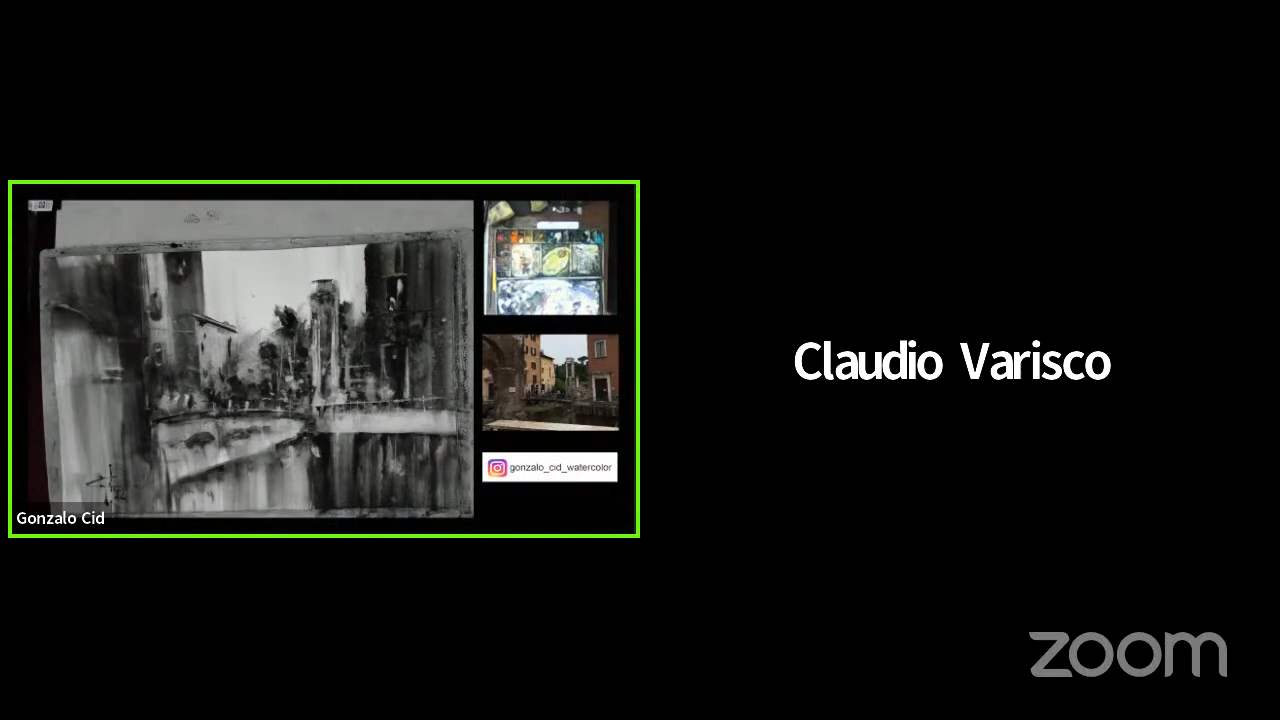 gonzalo_cid_watercolor
Gonzalo Cid
Claudio Varisco
zoom